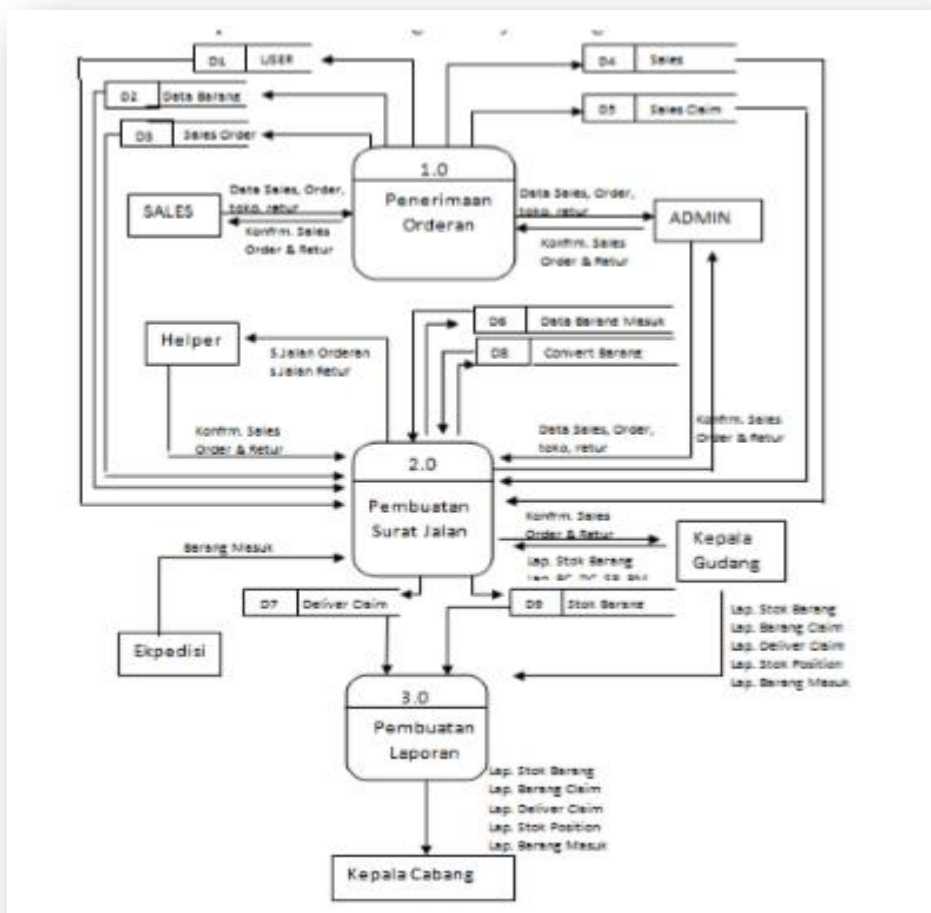 D1 USER
D4 Sales
D2 Data Barang
D5 Sales Claim
D3 Sales Order
1.0
Penerimaan
Orderan
SALES
Data Sales, Order,
toko, retur
Konfrm. Sales
Order & Retur
Data Sales, Order,
toko, retur
Konfrm. Sales
Order & Retur
ADMIN
D6 Data Barang Masuk
D8 Convert Barang
Helper
S.Jalan Orderan
s.Jalan Retur
Konfrm. Sales
Order & Retur
Data Sales, Order,
toko, retur
Konfrm. Sales
Order & Retur
2.0
Pembuatan
Surat Jalan
Konfrm. Sales
Order & Retur
Lap. Stok Barang
Kepala
Gudang
Barang Masuk
D7 Deliver Claim
D9 Stok Barang
Ekpedisi
Lap. Stok Barang
Lap. Barang Claim
Lap. Deliver Claim
Lap. Stok Position
Lap. Barang Masuk
3.0
Pembuatan
Laporan
Lap. Stok Barang
Lap. Barang Claim
Lap. Deliver Claim
Lap. Stok Position
Lap. Barang Masuk
Kepala Cabang